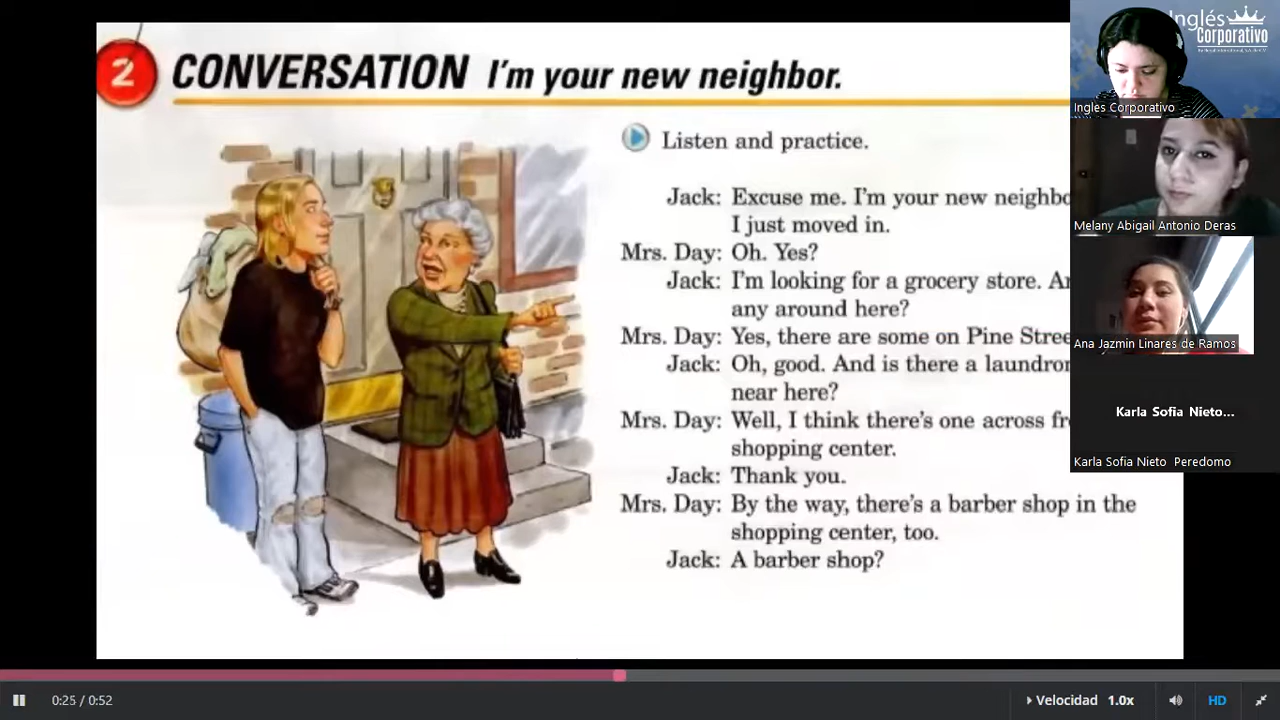 2
CONVERSATION I'm your new neighbor.
Listen and practice.
Jack: Excuse me. I'm your new
I just moved in.
Mrs. Day: Oh. Yes?
Jack: I'm looking for a grocery store.
any around here?
Mrs. Day: Yes, there are some on Pine
Jack: Oh, good. And is there a
near here?
Mrs. Day: Well, I think there's one across
shopping center.
Jack: Thank you.
Mrs. Day: By the way, there's a barber shop in the
shopping center, too.
Jack: A barber shop?
Inglés
Corporativo
Ingles Corporativo
Melany Abigail Antonio Deras
Ana Jazmin Linares de Ramos
Karla Sofia Nieto...
Karla Sofia Nieto Peredomo
0:25 / 0:52
Velocidad 1.0x
HD